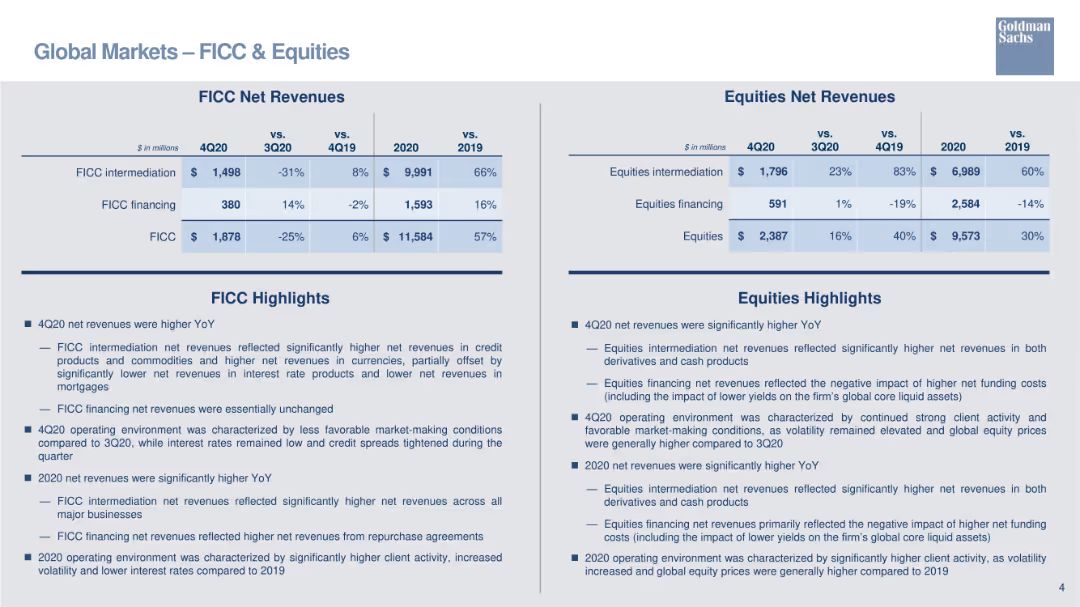 Goldman
Sachs
Global Markets – FICC & Equities
FICC Net Revenues
$ in millions 4Q20 vs. 3Q20 vs. 4Q19 2020 vs. 2019
FICC intermediation $ 1,498 -31% 8% $ 9,991 66%
FICC financing 380 14% -2% 1,593 16%
FICC $ 1,878 -25% 6% $ 11,584 57%
FICC Highlights
■ 4Q20 net revenues were higher YoY
— FICC intermediation net revenues reflected significantly higher net revenues in credit
products and commodities and higher net revenues in currencies, partially offset by
significantly lower net revenues in interest rate products and lower net revenues in
mortgages
— FICC financing net revenues were essentially unchanged
■ 4Q20 operating environment was characterized by less favorable market-making conditions
compared to 3Q20, while interest rates remained low and credit spreads tightened during the
quarter
■ 2020 net revenues were significantly higher YoY
— FICC intermediation net revenues reflected significantly higher net revenues across all
major businesses
— FICC financing net revenues reflected higher net revenues from repurchase agreements
■ 2020 operating environment was characterized by significantly higher client activity, increased
volatility and lower interest rates compared to 2019
Equities Net Revenues
$ in millions 4Q20 vs. 3Q20 vs. 4Q19 2020 vs. 2019
Equities intermediation $ 1,796 23% 83% $ 6,989 60%
Equities financing 591 1% -19% 2,584 -14%
Equities $ 2,387 16% 40% $ 9,573 30%
Equities Highlights
■ 4Q20 net revenues were significantly higher YoY
— Equities intermediation net revenues reflected significantly higher net revenues in both
derivatives and cash products
— Equities financing net revenues reflected the negative impact of higher net funding costs
(including the impact of lower yields on the firm's global core liquid assets)
■ 4Q20 operating environment was characterized by continued strong client activity and
favorable market-making conditions, as volatility remained elevated and global equity prices
were generally higher compared to 3Q20
■ 2020 net revenues were significantly higher YoY
— Equities intermediation net revenues reflected significantly higher net revenues in both
derivatives and cash products
— Equities financing net revenues primarily reflected the negative impact of higher net funding
costs (including the impact of lower yields on the firm's global core liquid assets)
■ 2020 operating environment was characterized by significantly higher client activity, as volatility
increased and global equity prices were generally higher compared to 2019
4